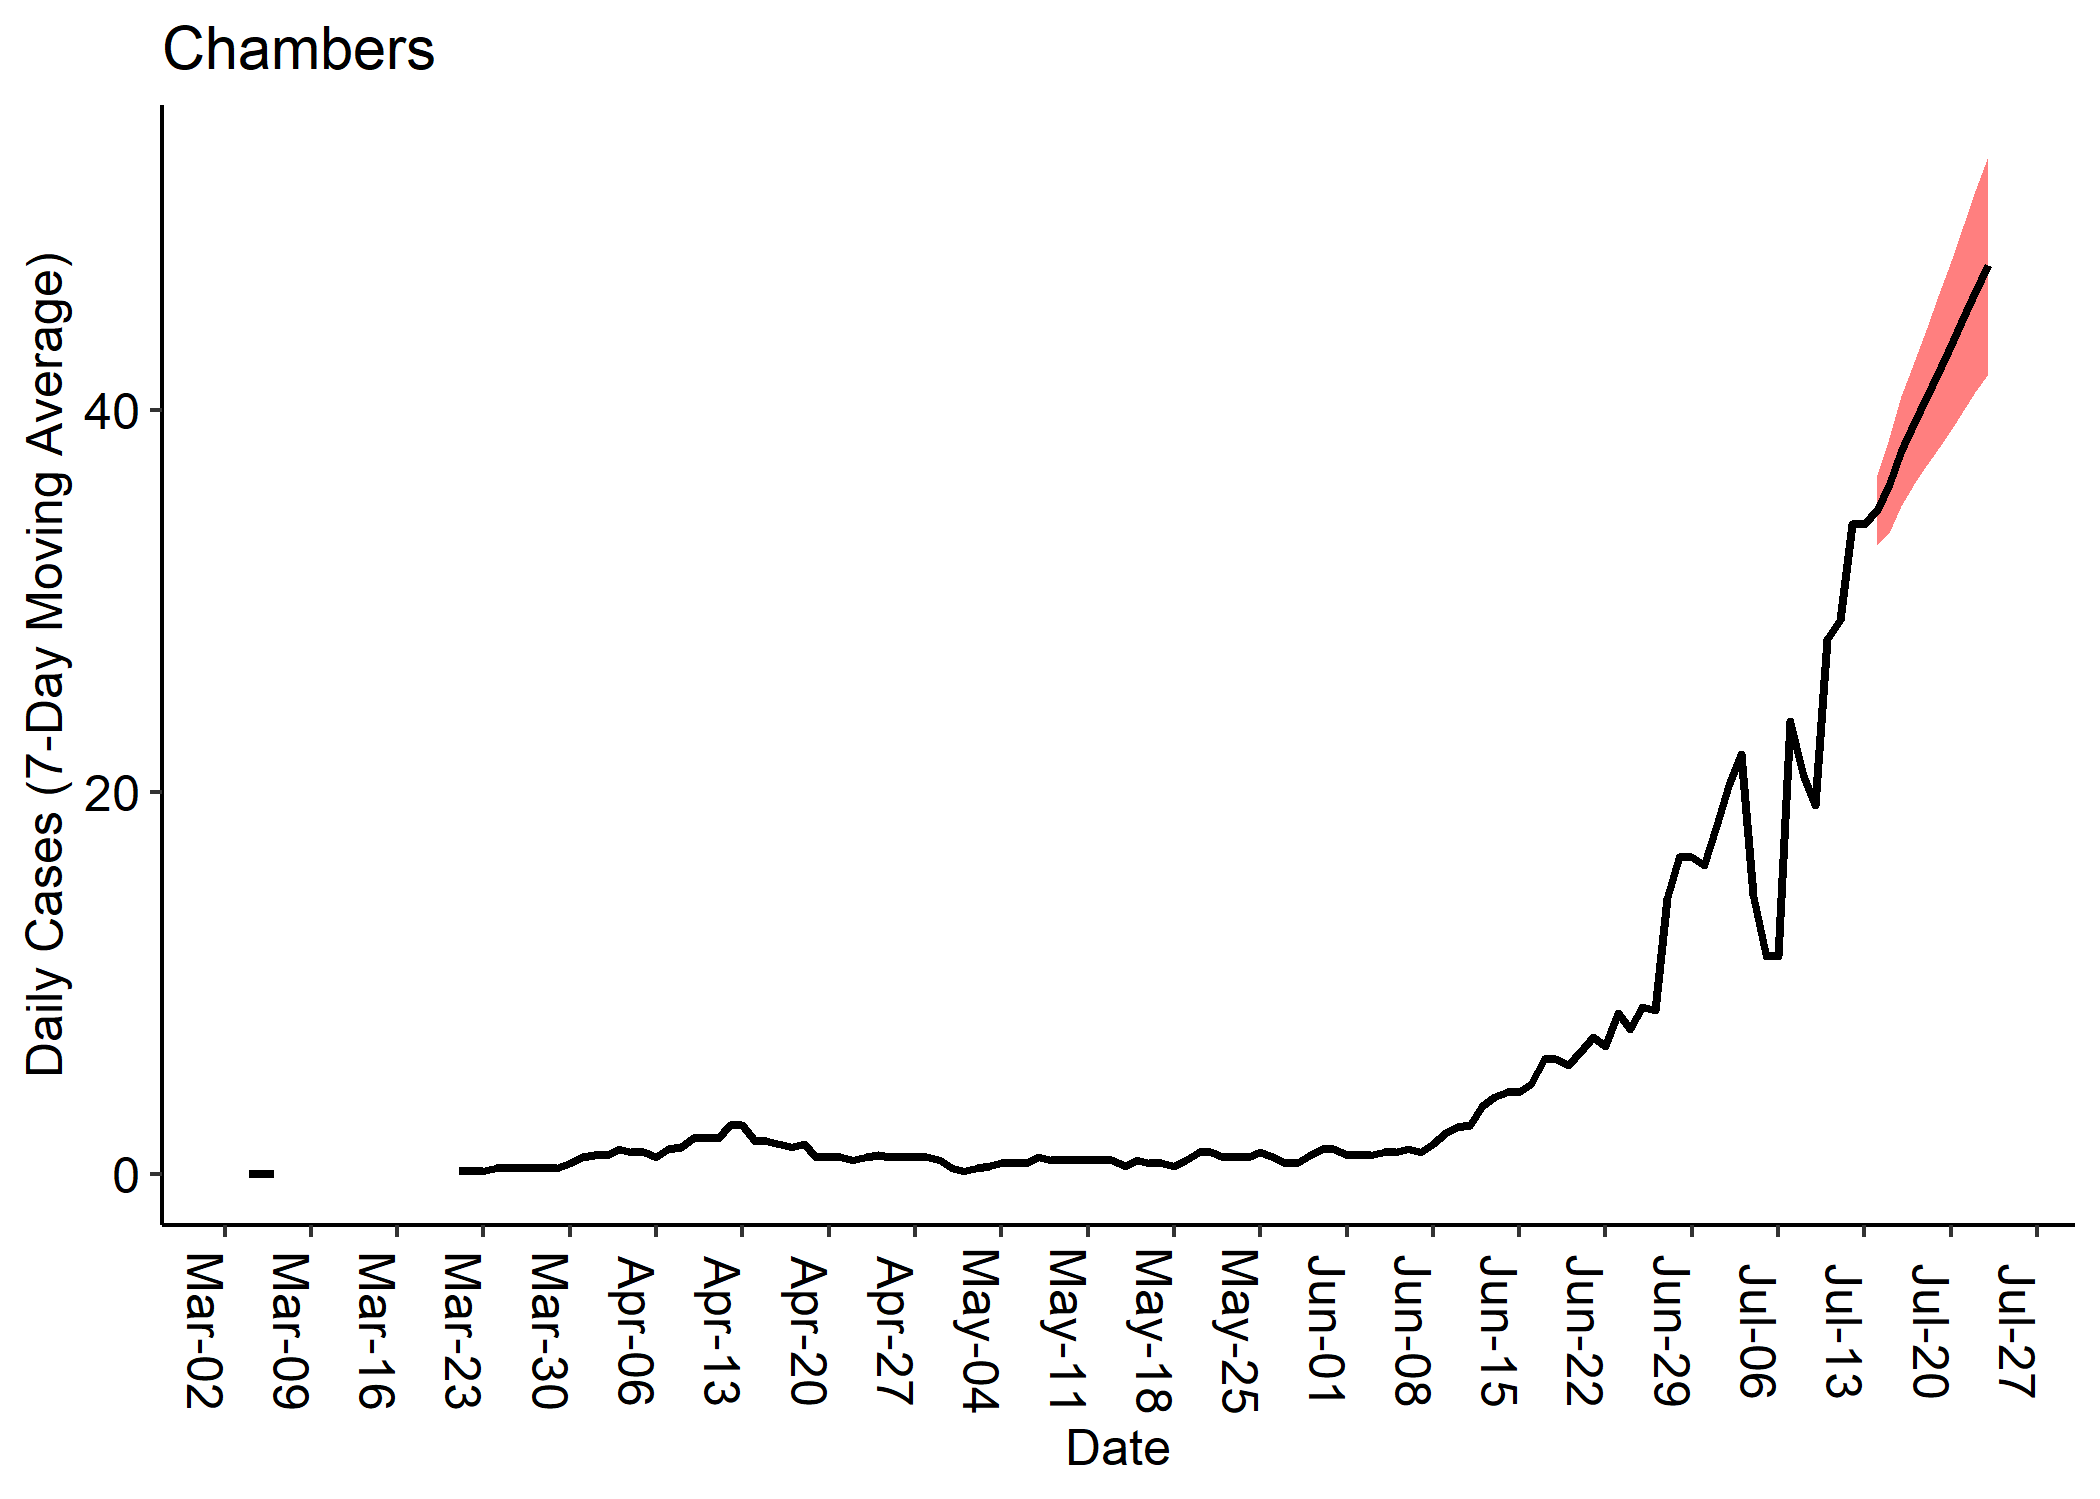 Chambers
Daily Cases (7-Day Moving Average)
40
20
0
Mar-02
Mar-09
Mar-16
Mar-23
Mar-30
Apr-06
Apr-13
Apr-20
Apr-27
May-04
May-11
May-18
May-25
Jun-01
Jun-08
Jun-15
Jun-22
Jun-29
Jul-06
Jul-13
Jul-20
Jul-27
Date